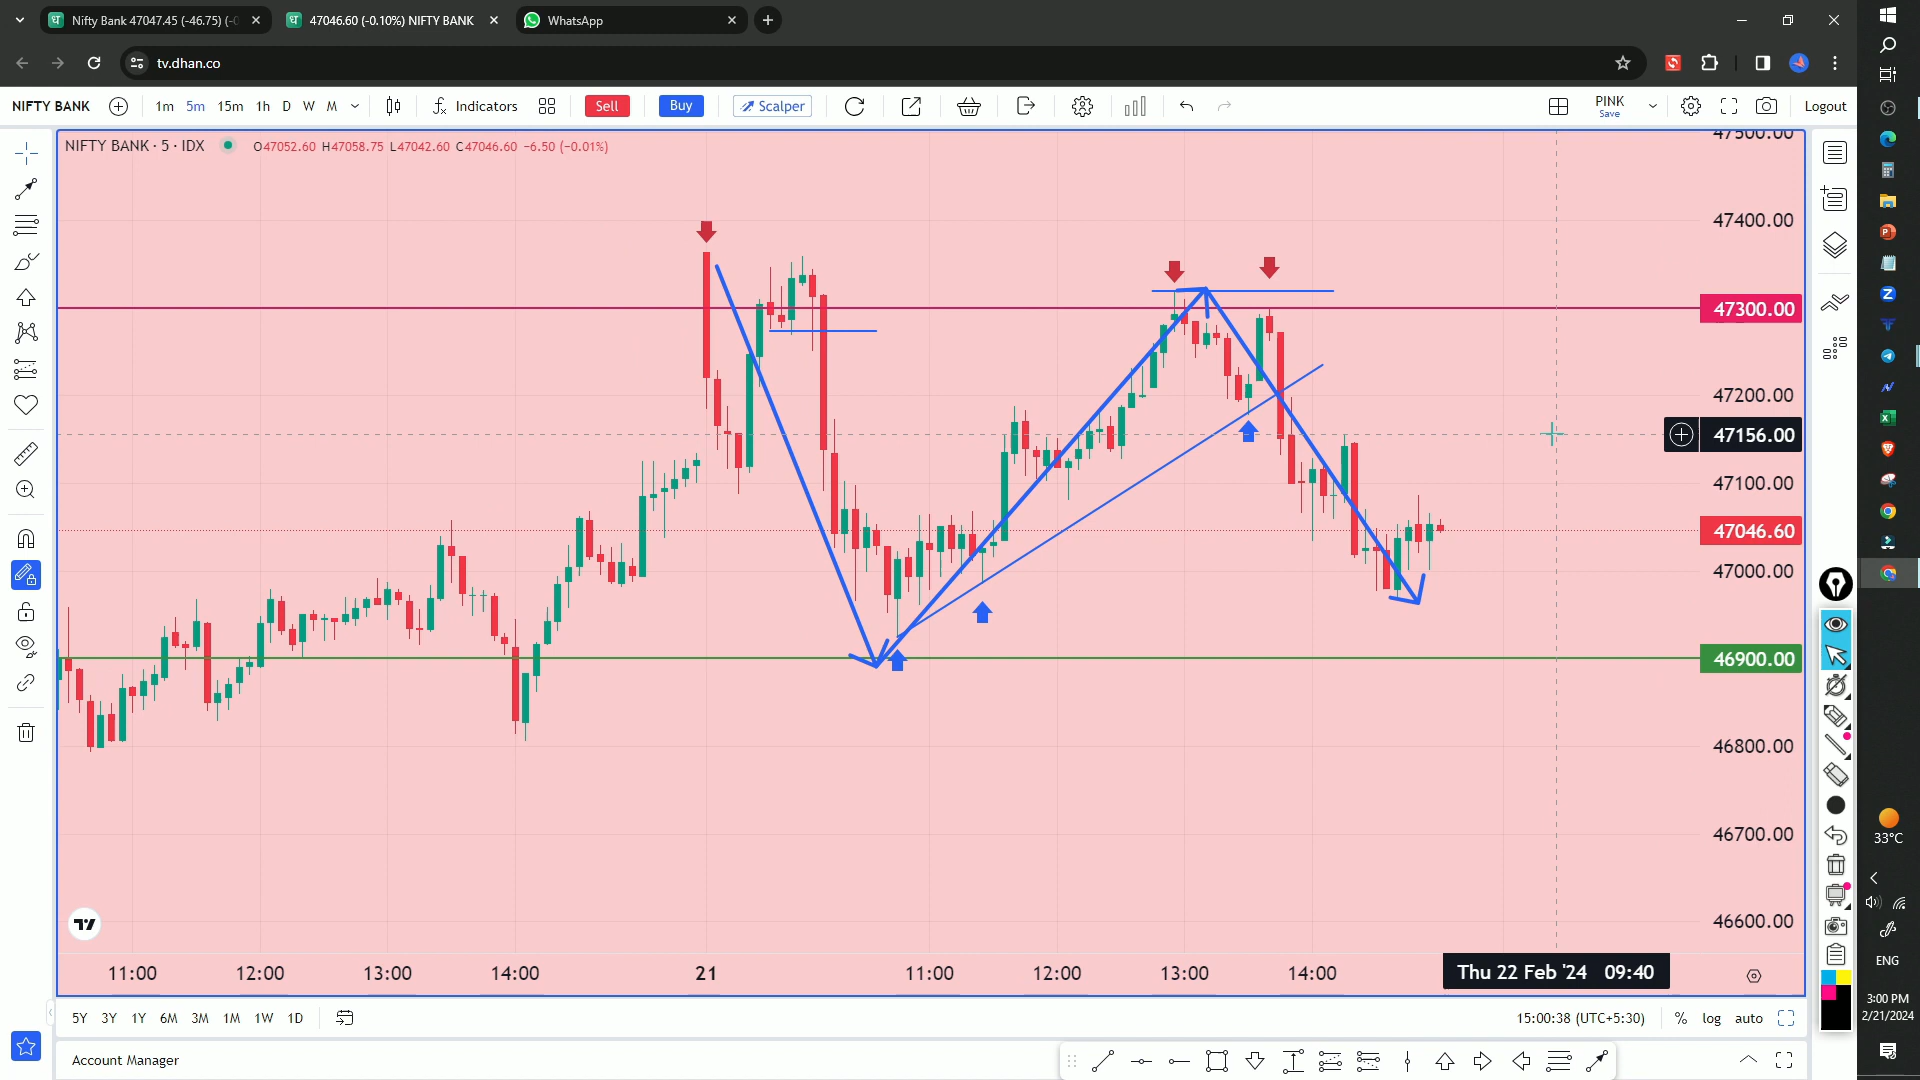 Nifty Bank 47047.45 (-46.75) (-0
47046.60 (-0.10%) NIFTY BANK
WhatsApp
tv.dhan.co
NIFTY BANK
1m 5m 15m 1h D W M
Indicators
Sell
Buy
Scalper
PINK
Save
Logout
NIFTY BANK · 5 · IDX
O47052.60 H47058.75 L47042.60 C47046.60 -6.50 (-0.01%)
47500.00
47400.00
47300.00
47200.00
47156.00
47100.00
47046.60
47000.00
46900.00
46800.00
46700.00
46600.00
11:00 12:00 13:00 14:00 21 11:00 12:00 13:00 14:00
Thu 22 Feb '24 09:40
5Y 3Y 1Y 6M 3M 1M 1W 1D
15:00:38 (UTC+5:30)
% log auto
Account Manager
33°C
ENG
3:00 PM
2/21/2024